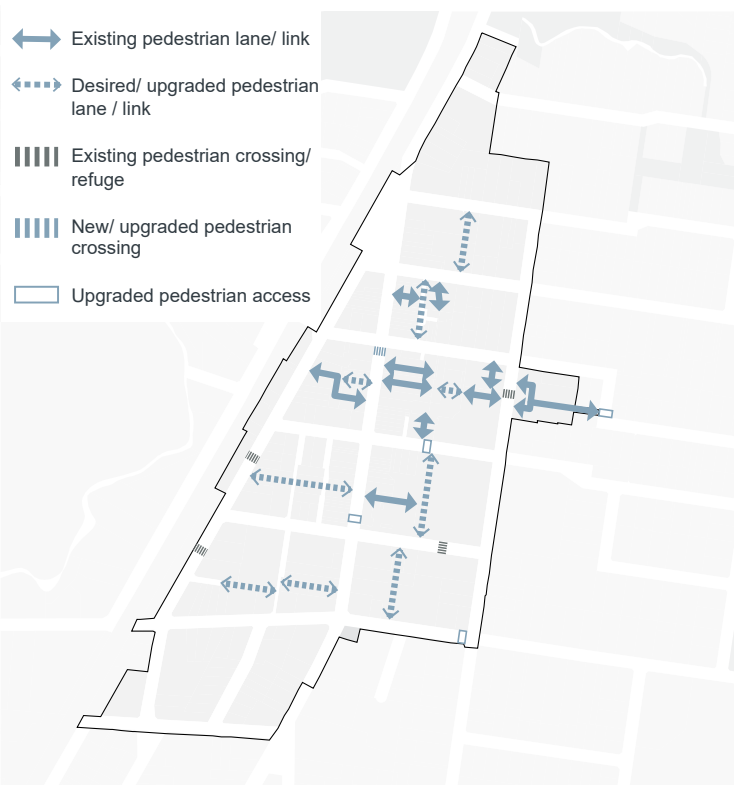 Existing pedestrian lane/ link
Desired/ upgraded pedestrian
lane / link
Existing pedestrian crossing/
refuge
New/ upgraded pedestrian
crossing
Upgraded pedestrian access